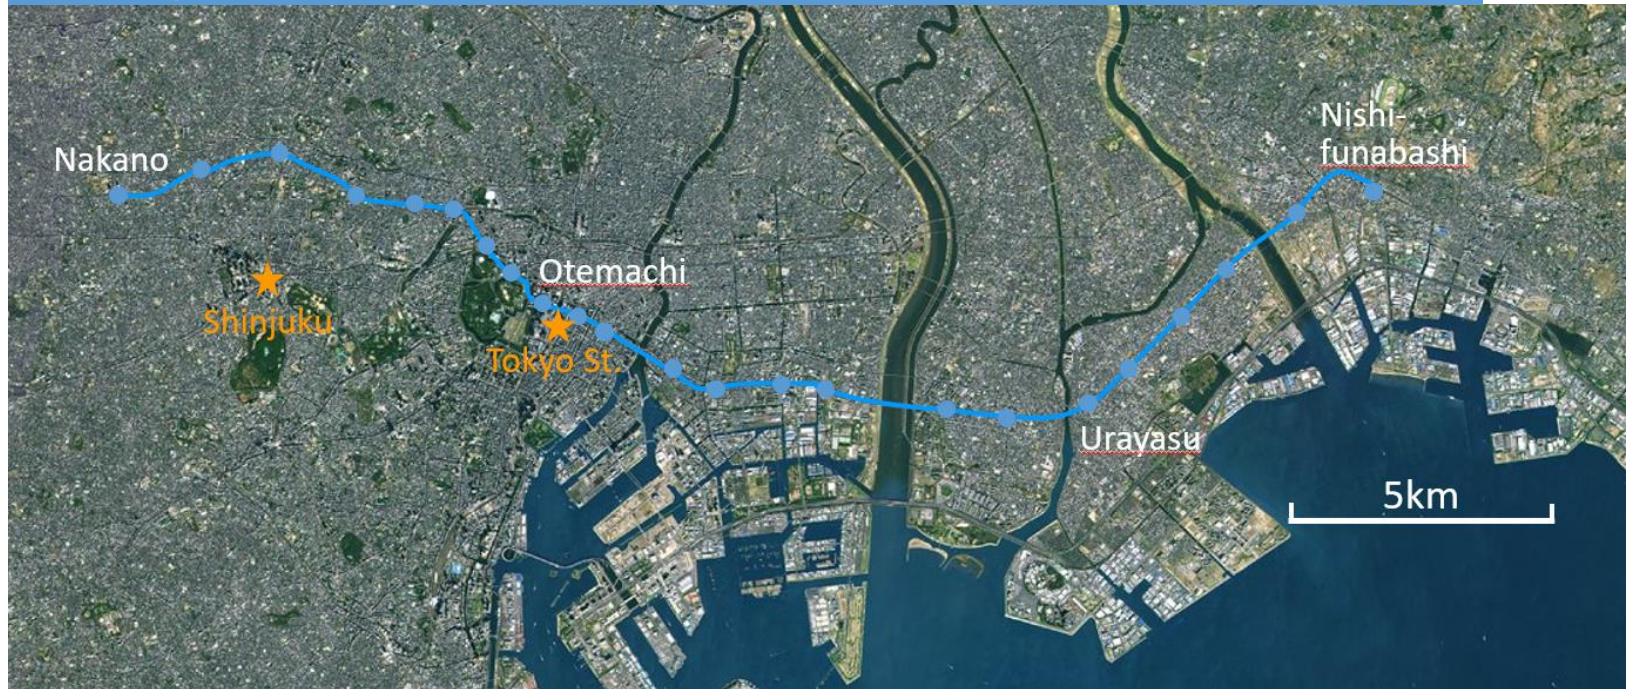 Nakano
Nishi-
funabashi
Otemachi
Shinjuku
Tokyo St.
Urayasu
5km